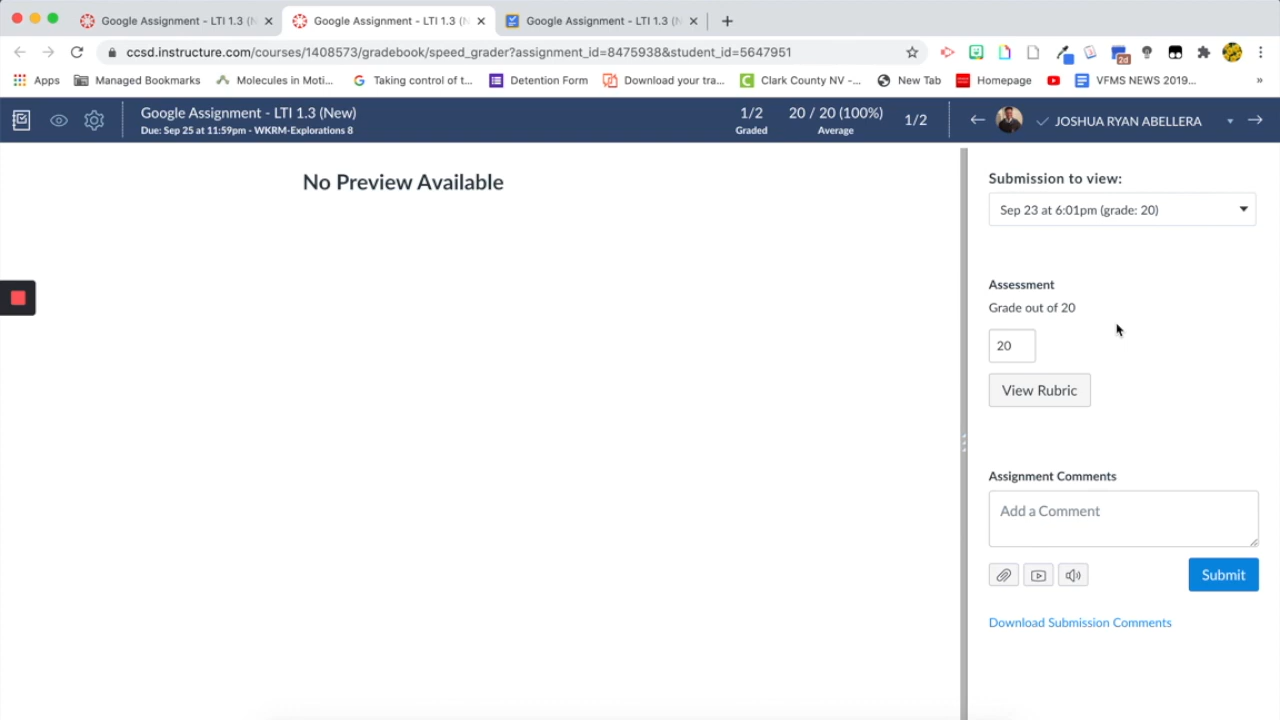 Google Assignment - LTI 1.3 (N
Google Assignment - LTI 1.3 (N
Google Assignment - LTI 1.3 (N
ccsd.instructure.com/courses/1408573/gradebook/speed_grader?assignment_id=8475938&student_id=5647951
2d
Apps
Managed Bookmarks
Molecules in Moti...
Taking control of t...
Detention Form
Download your tra...
Clark County NV -...
New Tab
Homepage
VFMS NEWS 2019...
»
Google Assignment - LTI 1.3 (New)
Due: Sep 25 at 11:59pm - WKRM-Explorations 8
1/2
Graded
20 / 20 (100%)
Average
1/2
JOSHUA RYAN ABELLERA
No Preview Available
Submission to view:
Sep 23 at 6:01pm (grade: 20)
Assessment
Grade out of 20
20
View Rubric
Assignment Comments
Add a Comment
Submit
Download Submission Comments